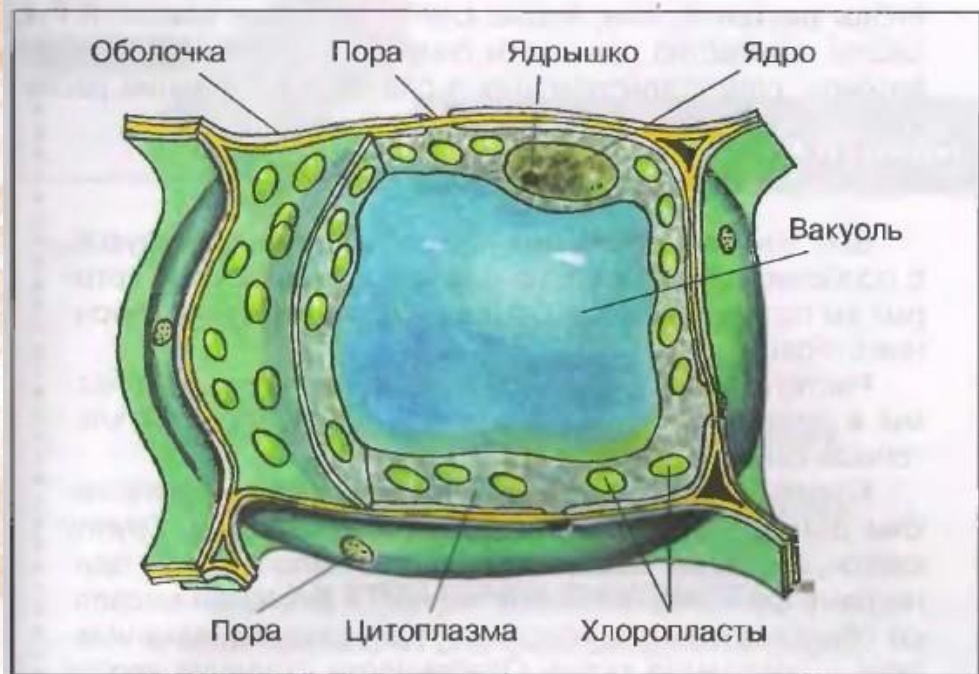 Оболочка Пора Ядрышко Ядро
Вакуоль
Пора Цитоплазма Хлоропласты